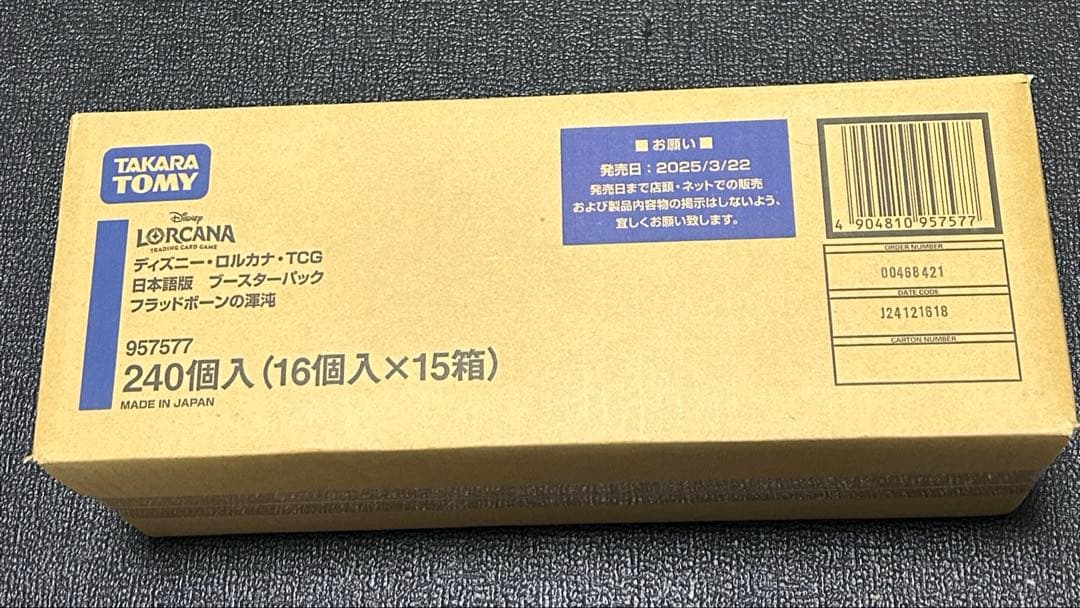 TAKARA
TOMY
Disney
LORCANA
TRADING CARD GAME
ディズニー・ロルカナ・TCG
日本語版 ブースターパック
フラッドボーンの渾沌
957577
240個入(16個入×15箱)
MADE IN JAPAN
■お願い■
発売日:2025/3/22
発売日まで店頭・ネットでの販売
および製品内容物の掲示はしないよう、
宜しくお願い致します。
4 904810 957577
ORDER NUMBER
00468421
DATE CODE
J24121618
CARTON NUMBER